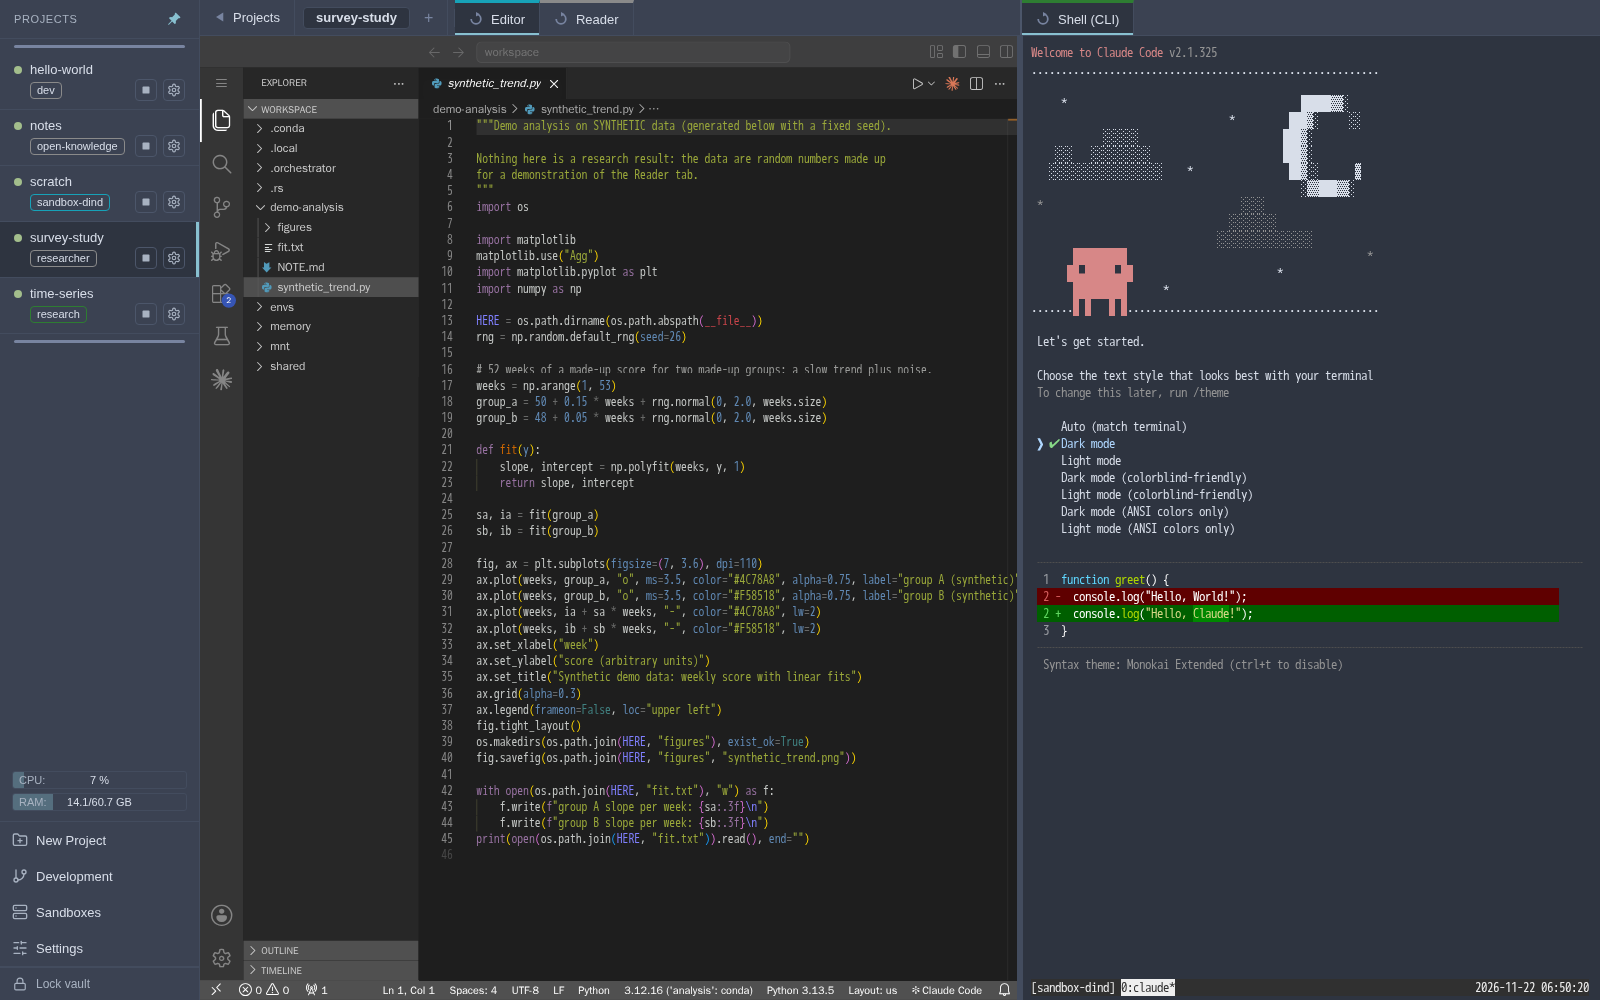 PROJECTS
hello-world
dev
notes
open-knowledge
scratch
sandbox-dind
survey-study
researcher
time-series
research
CPU: 7 %
RAM: 14.1/60.7 GB
New Project
Development
Sandboxes
Settings
Lock vault
Projects
survey-study
+
Editor
Reader
workspace
EXPLORER
WORKSPACE
.conda
.local
.orchestrator
.rs
demo-analysis
figures
fit.txt
NOTE.md
synthetic_trend.py
envs
memory
mnt
shared
OUTLINE
TIMELINE
2
synthetic_trend.py
demo-analysis > synthetic_trend.py > ...
1 """Demo analysis on SYNTHETIC data (generated below with a fixed seed).
2
3 Nothing here is a research result: the data are random numbers made up
4 for a demonstration of the Reader tab.
5 """
6 import os
7
8 import matplotlib
9 matplotlib.use("Agg")
10 import matplotlib.pyplot as plt
11 import numpy as np
12
13 HERE = os.path.dirname(os.path.abspath(__file__))
14 rng = np.random.default_rng(seed=26)
15
16 # 52 weeks of a made-up score for two made-up groups: a slow trend plus noise.
17 weeks = np.arange(1, 53)
18 group_a = 50 + 0.15 * weeks + rng.normal(0, 2.0, weeks.size)
19 group_b = 48 + 0.05 * weeks + rng.normal(0, 2.0, weeks.size)
20
21 def fit(y):
22 slope, intercept = np.polyfit(weeks, y, 1)
23 return slope, intercept
24
25 sa, ia = fit(group_a)
26 sb, ib = fit(group_b)
27
28 fig, ax = plt.subplots(figsize=(7, 3.6), dpi=110)
29 ax.plot(weeks, group_a, "o", ms=3.5, color="#4C78A8", alpha=0.75, label="group A (synthetic)"
30 ax.plot(weeks, group_b, "o", ms=3.5, color="#F58518", alpha=0.75, label="group B (synthetic)"
31 ax.plot(weeks, ia + sa * weeks, "-", color="#4C78A8", lw=2)
32 ax.plot(weeks, ib + sb * weeks, "-", color="#F58518", lw=2)
33 ax.set_xlabel("week")
34 ax.set_ylabel("score (arbitrary units)")
35 ax.set_title("Synthetic demo data: weekly score with linear fits")
36 ax.grid(alpha=0.3)
37 ax.legend(frameon=False, loc="upper left")
38 fig.tight_layout()
39 os.makedirs(os.path.join(HERE, "figures"), exist_ok=True)
40 fig.savefig(os.path.join(HERE, "figures", "synthetic_trend.png"))
41
42 with open(os.path.join(HERE, "fit.txt"), "w") as f:
43 f.write(f"group A slope per week: {sa:.3f}\n")
44 f.write(f"group B slope per week: {sb:.3f}\n")
45 print(open(os.path.join(HERE, "fit.txt")).read(), end="")
46
0 0 1 Ln 1, Col 1 Spaces: 4 UTF-8 LF Python 3.12.16 ('analysis': conda) Python 3.13.5 Layout: us Claude Code
Shell (CLI)
Welcome to Claude Code v2.1.325
Let's get started.
Choose the text style that looks best with your terminal
To change this later, run /theme
Auto (match terminal)
❯ ✔Dark mode
Light mode
Dark mode (colorblind-friendly)
Light mode (colorblind-friendly)
Dark mode (ANSI colors only)
Light mode (ANSI colors only)
1 function greet() {
2 - console.log("Hello, World!");
2 + console.log("Hello, Claude!");
3 }
Syntax theme: Monokai Extended (ctrl+t to disable)
[sandbox-dind] 0:claude* 2026-11-22 06:50:20